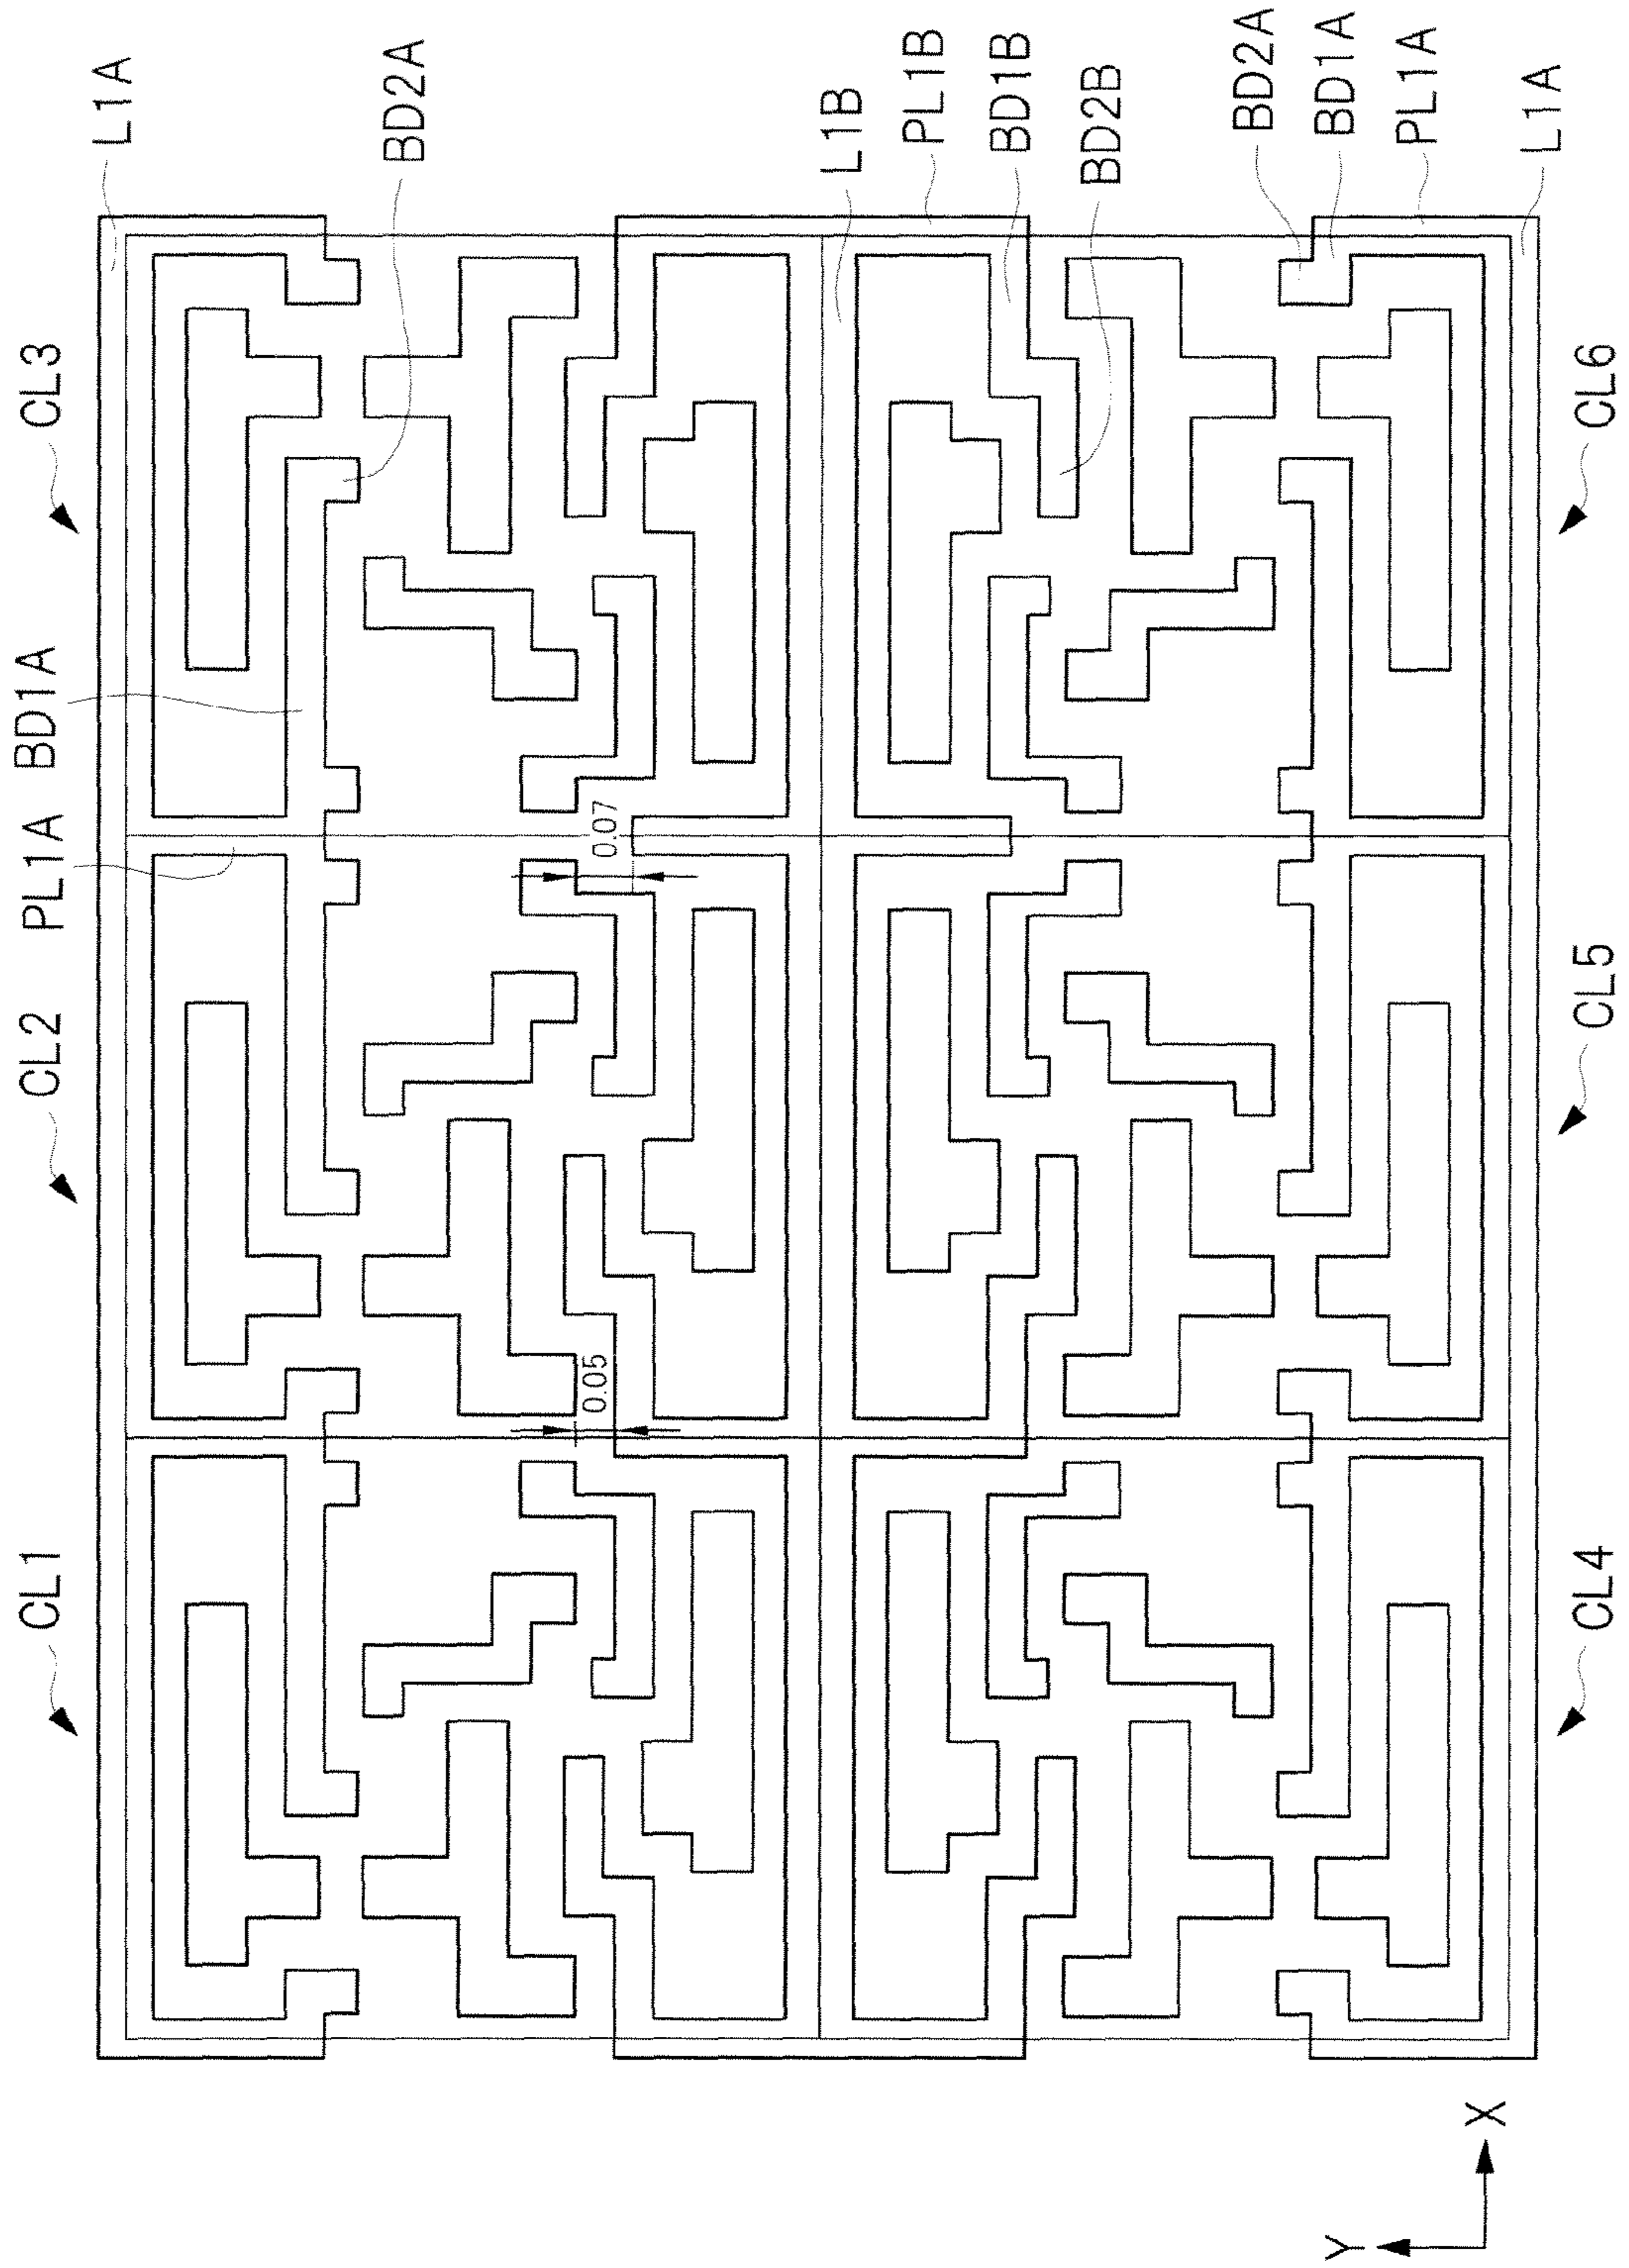 L1A
BD2A
L1B
PL1B
BD1B
BD2B
BD2A
BD1A
PL1A
L1A
CL3
CL6
BD1A
PL1A
0.07
CL2
CL5
0.05
CL1
CL4
X
Y